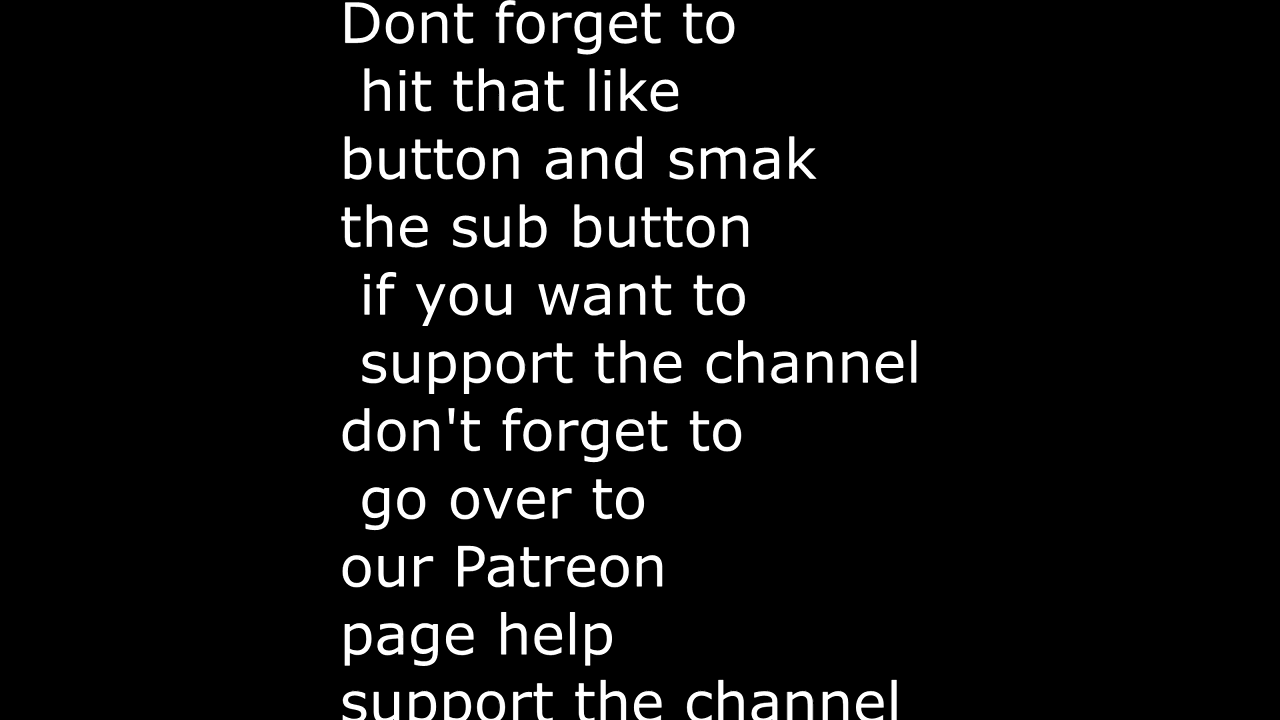 Dont forget to
hit that like
button and smak
the sub button
if you want to
support the channel
don't forget to
go over to
our Patreon
page help
support the channel